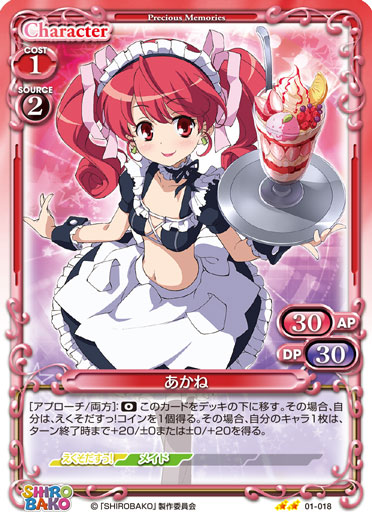 Precious Memories
Character
COST
1
SOURCE
2
30 AP
DP 30
あかね
[アプローチ/両方]: このカードをデッキの下に移す。その場合、自
分は、えくそだすっ!コインを1個得る。その場合、自分のキャラ1枚は、
ターン終了時まで+20/±0または±0/+20を得る。
えくそだすっ! メイド
SHIRO
BAKO
©「SHIROBAKO」製作委員会
01-018